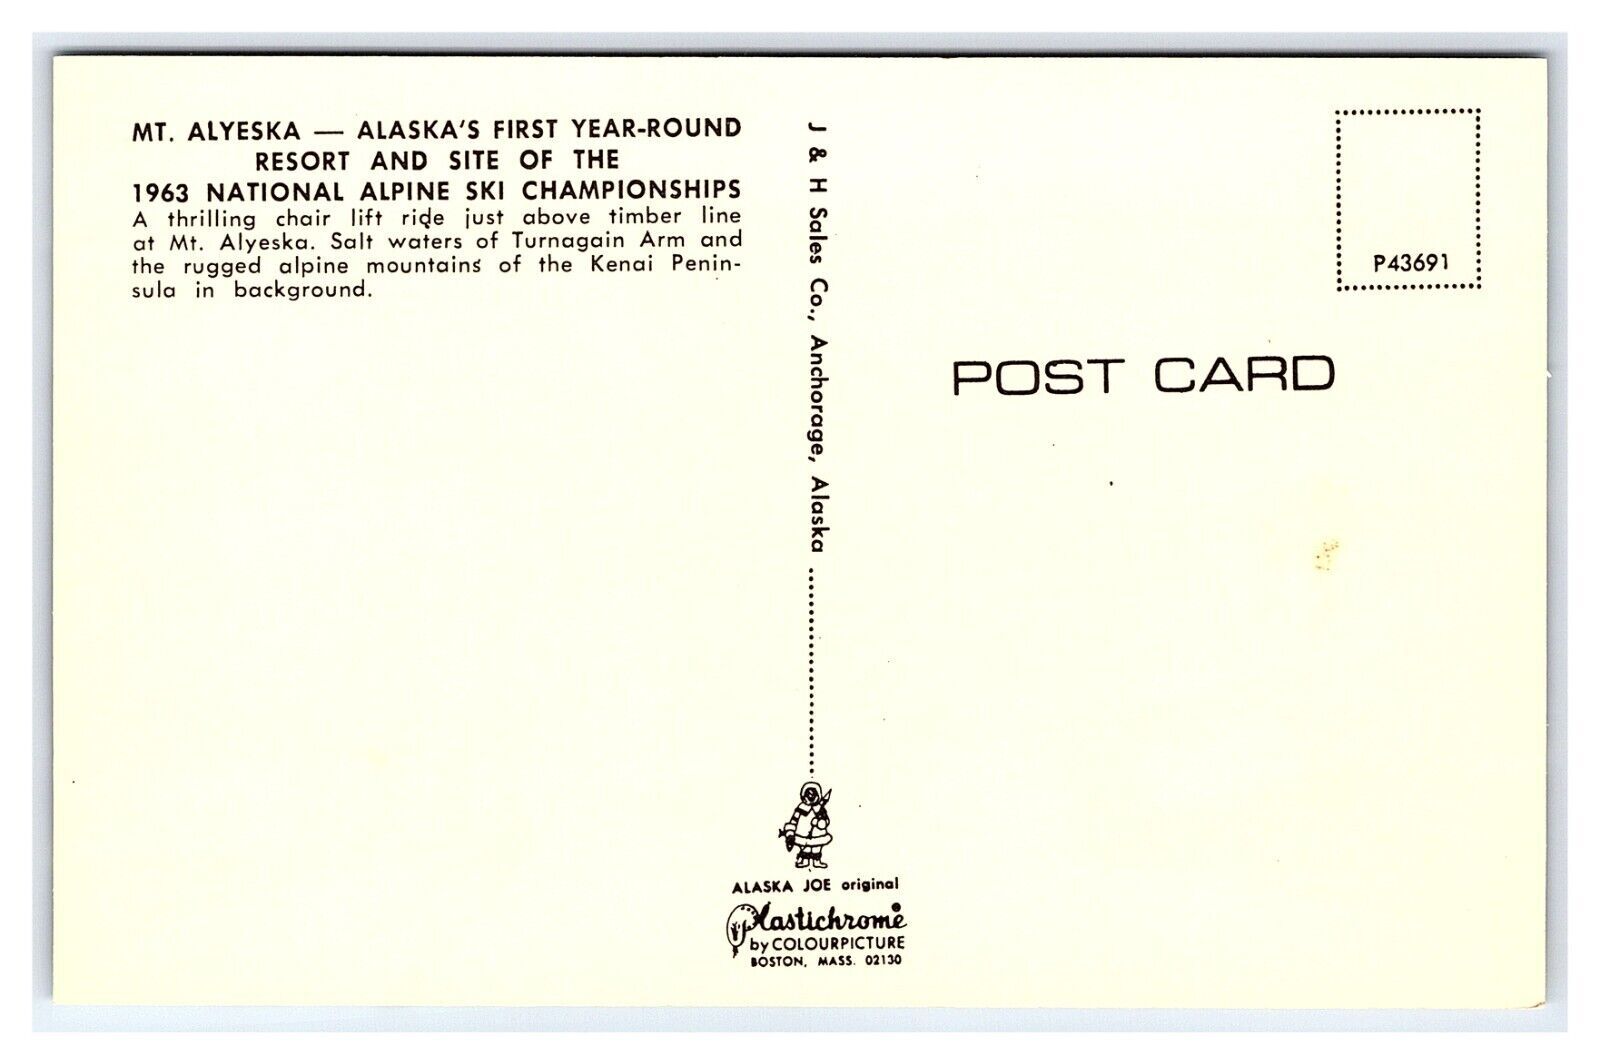 MT. ALYESKA — ALASKA'S FIRST YEAR-ROUND
RESORT AND SITE OF THE
1963 NATIONAL ALPINE SKI CHAMPIONSHIPS
A thrilling chair lift ride just above timber line
at Mt. Alyeska. Salt waters of Turnagain Arm and
the rugged alpine mountains of the Kenai Penin-
sula in background.
J & H Sales Co., Anchorage, Alaska
ALASKA JOE original
Plastichrome
by COLOURPICTURE
BOSTON, MASS. 02130
P43691
POST CARD